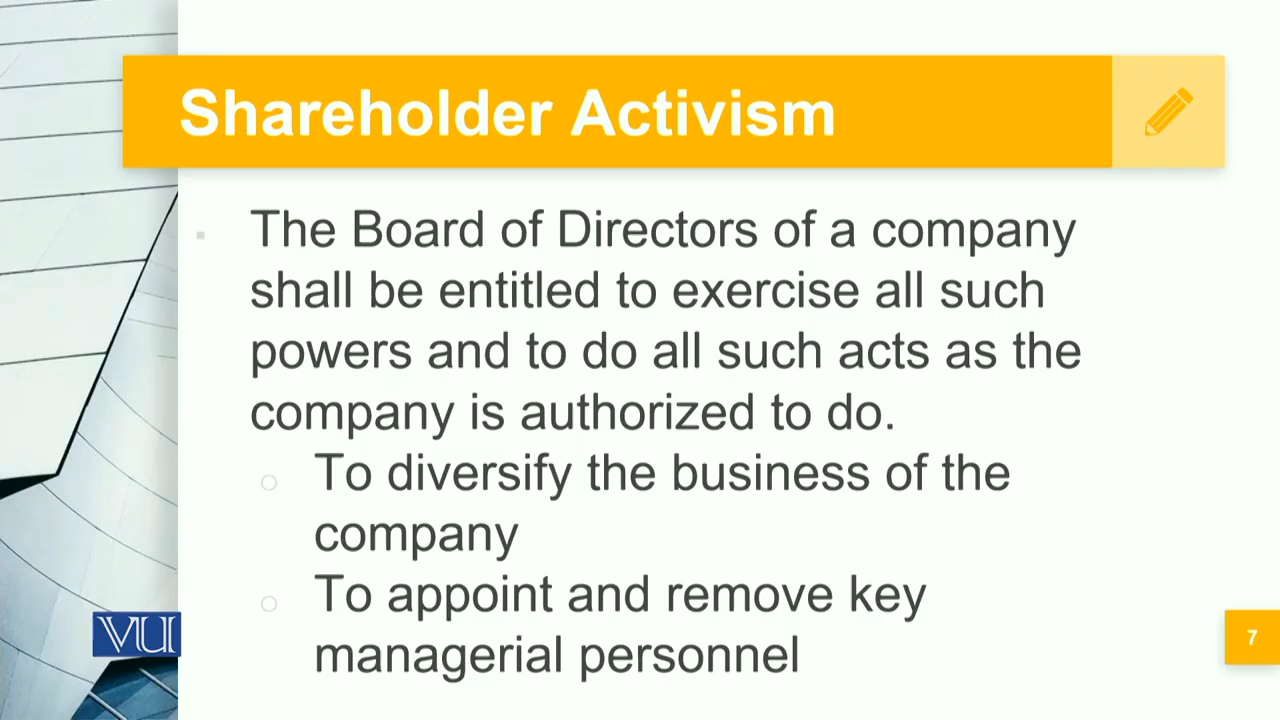 Shareholder Activism
The Board of Directors of a company
shall be entitled to exercise all such
powers and to do all such acts as the
company is authorized to do.
To diversify the business of the
company
To appoint and remove key
managerial personnel
VU
7